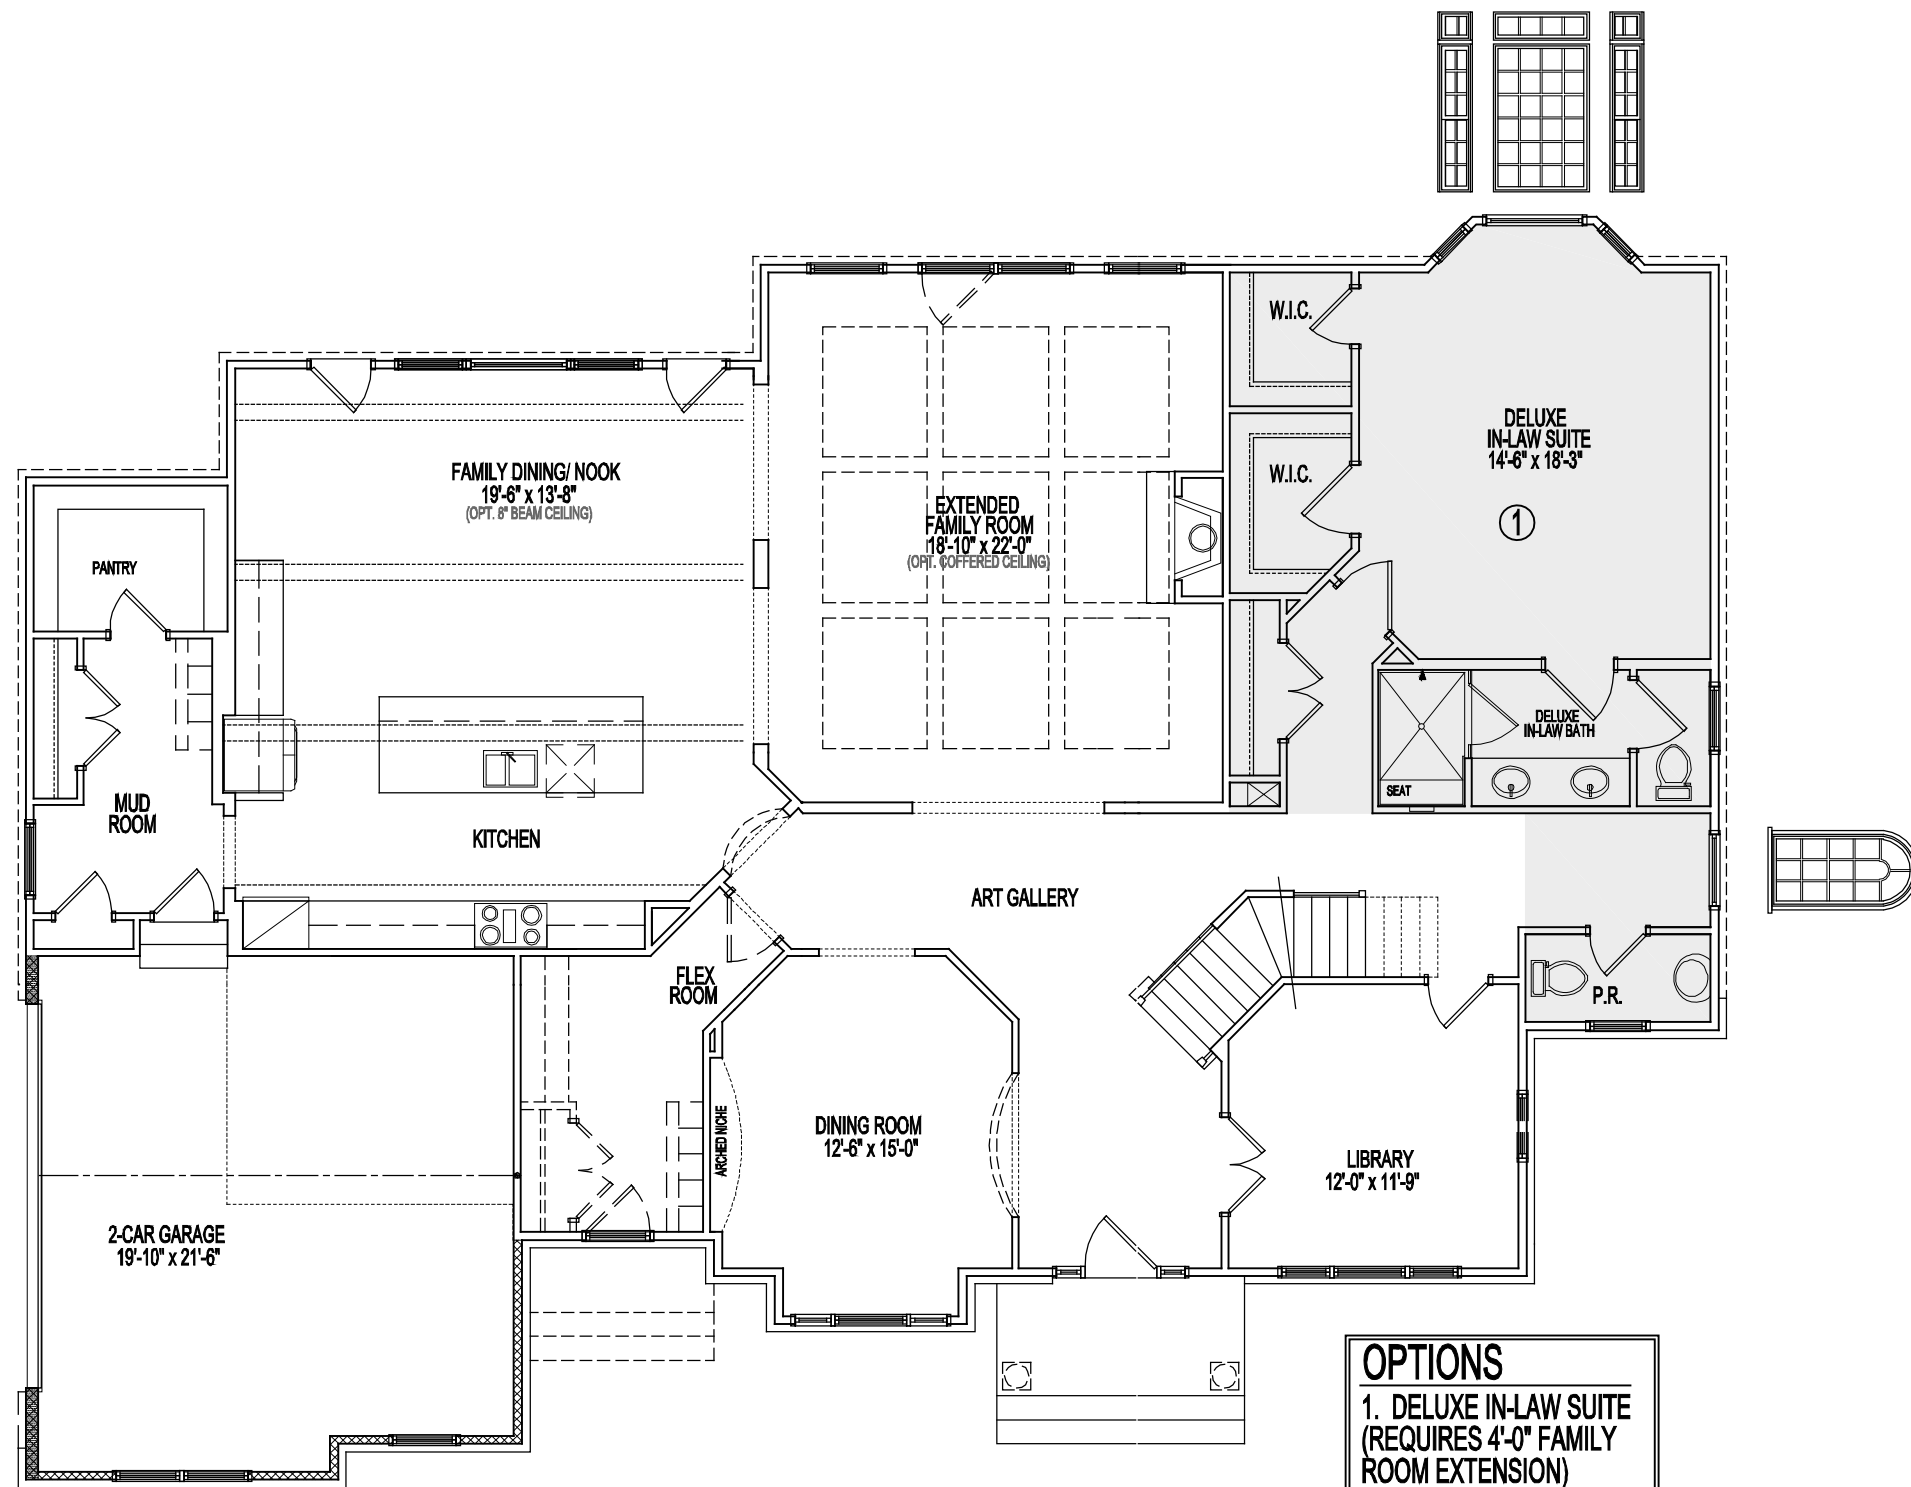 W.I.C.
DELUXE
IN-LAW SUITE
14'-6" x 18'-3"
1
W.I.C.
FAMILY DINING/ NOOK
19'-6" x 13'-8"
(OPT. 8" BEAM CEILING)
EXTENDED
FAMILY ROOM
18'-10" x 22'-0"
(OPT. COFFERED CEILING)
PANTRY
DELUXE
IN-LAW BATH
SEAT
MUD
ROOM
KITCHEN
ART GALLERY
FLEX
ROOM
P.R.
ARCHED NICHE
DINING ROOM
12'-6" x 15'-0"
LIBRARY
12'-0" x 11'-9"
2-CAR GARAGE
19'-10" x 21'-6"
OPTIONS
1. DELUXE IN-LAW SUITE
(REQUIRES 4'-0" FAMILY
ROOM EXTENSION)